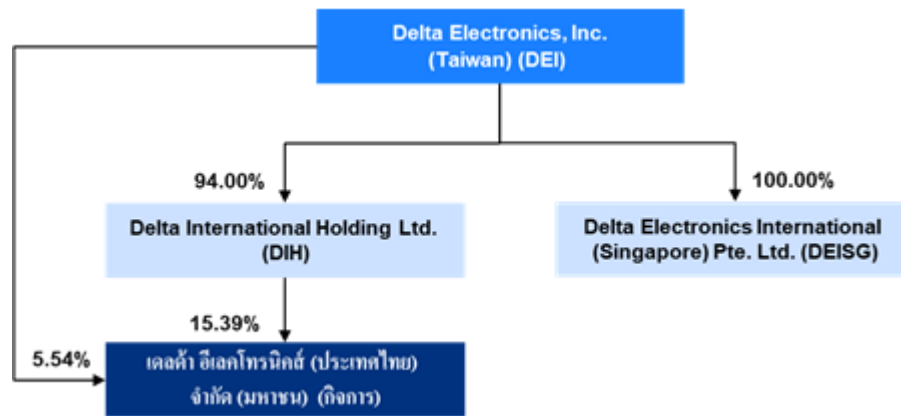 Delta Electronics, Inc.
(Taiwan) (DEI)
94.00%
100.00%
Delta International Holding Ltd.
(DIH)
Delta Electronics International
(Singapore) Pte. Ltd. (DEISG)
15.39%
5.54%
เดลต้า อีเลคโทรนิคส์ (ประเทศไทย)
จำกัด (มหาชน) (กิจการ)